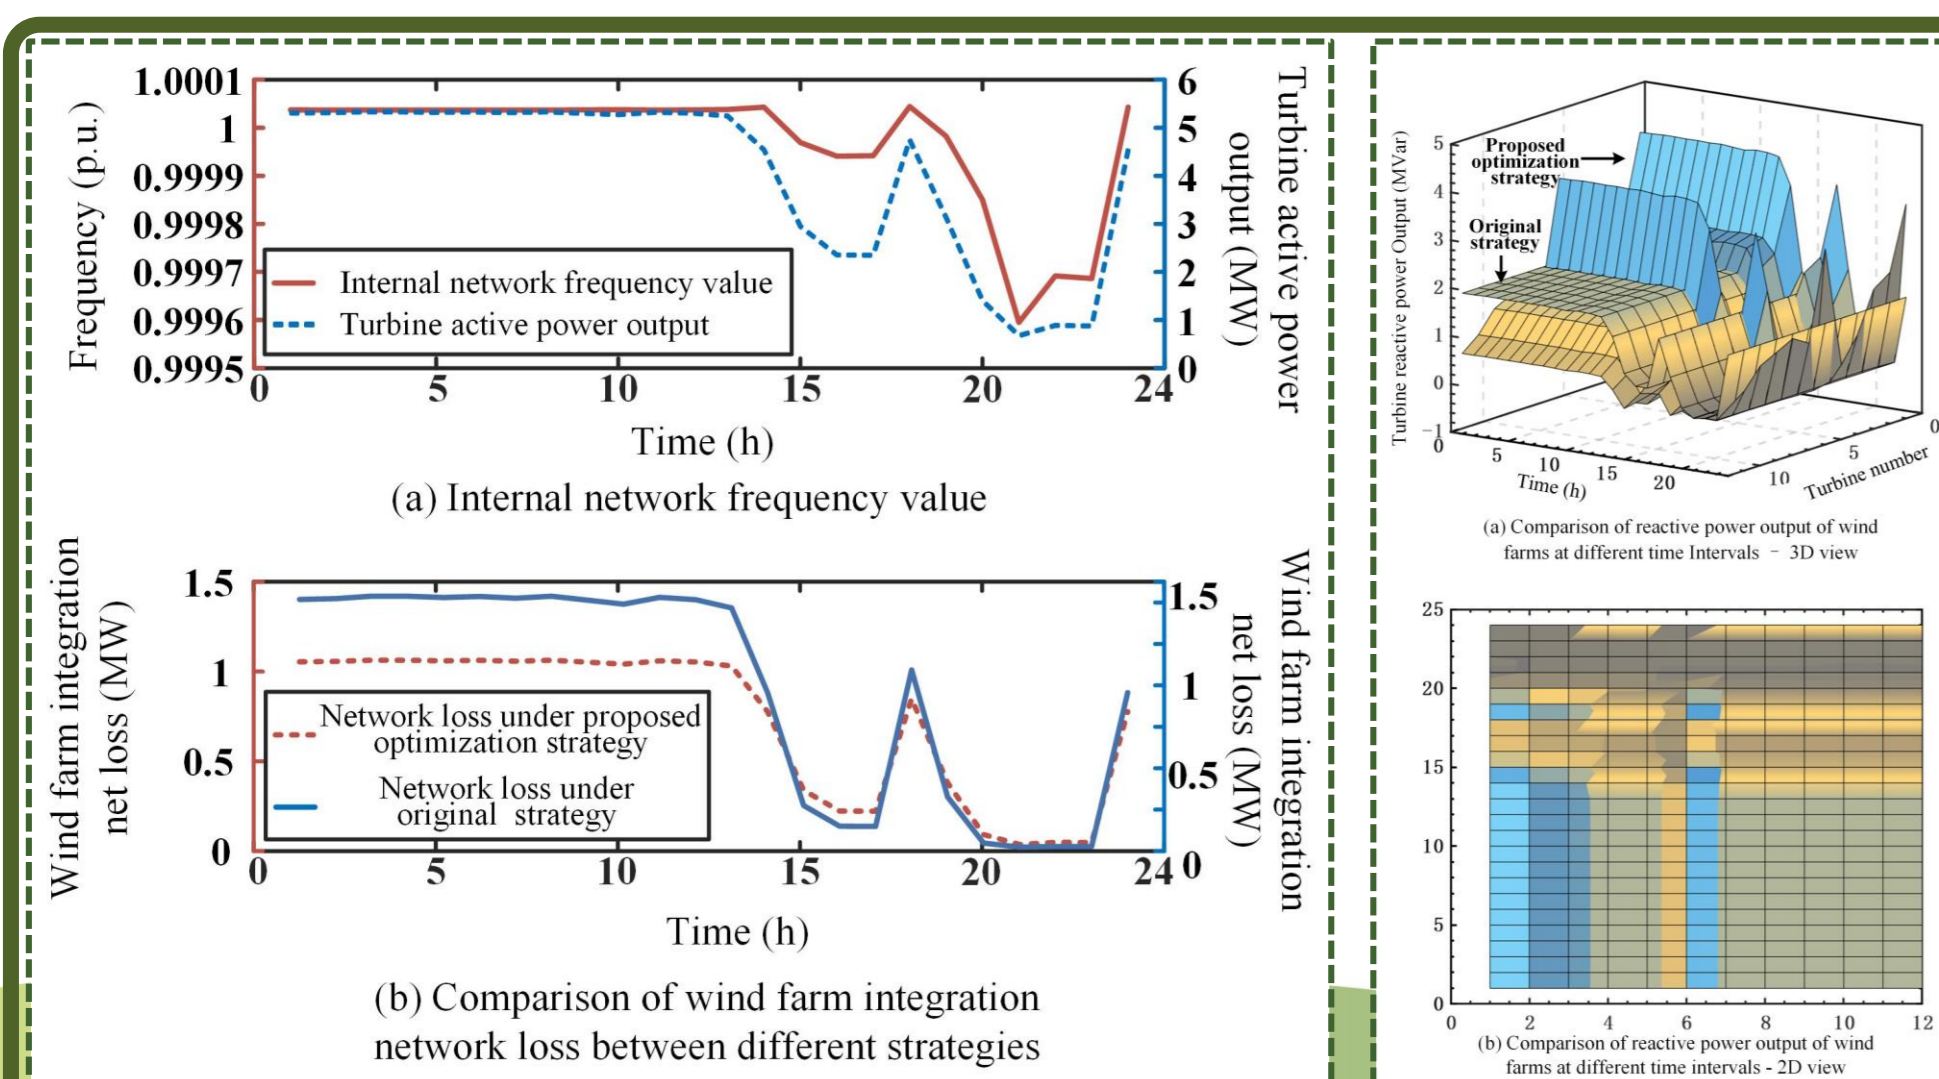 1.0001
1
0.9999
0.9998
0.9997
0.9996
0.9995
Frequency (p.u.)
6
5
4
3
2
1
0
Turbine active power
output (MW)
Internal network frequency value
Turbine active power output
0
5
10
15
20
24
Time (h)
(a) Internal network frequency value
Wind farm integration
net loss (MW)
1.5
1
0.5
0
1.5
1
0.5
0
Wind farm integration
net loss (MW)
Network loss under proposed
optimization strategy
Network loss under
original strategy
0
5
10
15
20
24
Time (h)
(b) Comparison of wind farm integration
network loss between different strategies
Turbine reactive power Output (MVar)
5
4
3
2
1
0
−1
Proposed
optimization
strategy
Original
strategy
0
5
10
15
20
Time (h)
10
5
0
Turbine number
(a) Comparison of reactive power output of wind
farms at different time Intervals - 3D view
25
20
15
10
5
0
0
2
4
6
8
10
12
(b) Comparison of reactive power output of wind
farms at different time intervals - 2D view